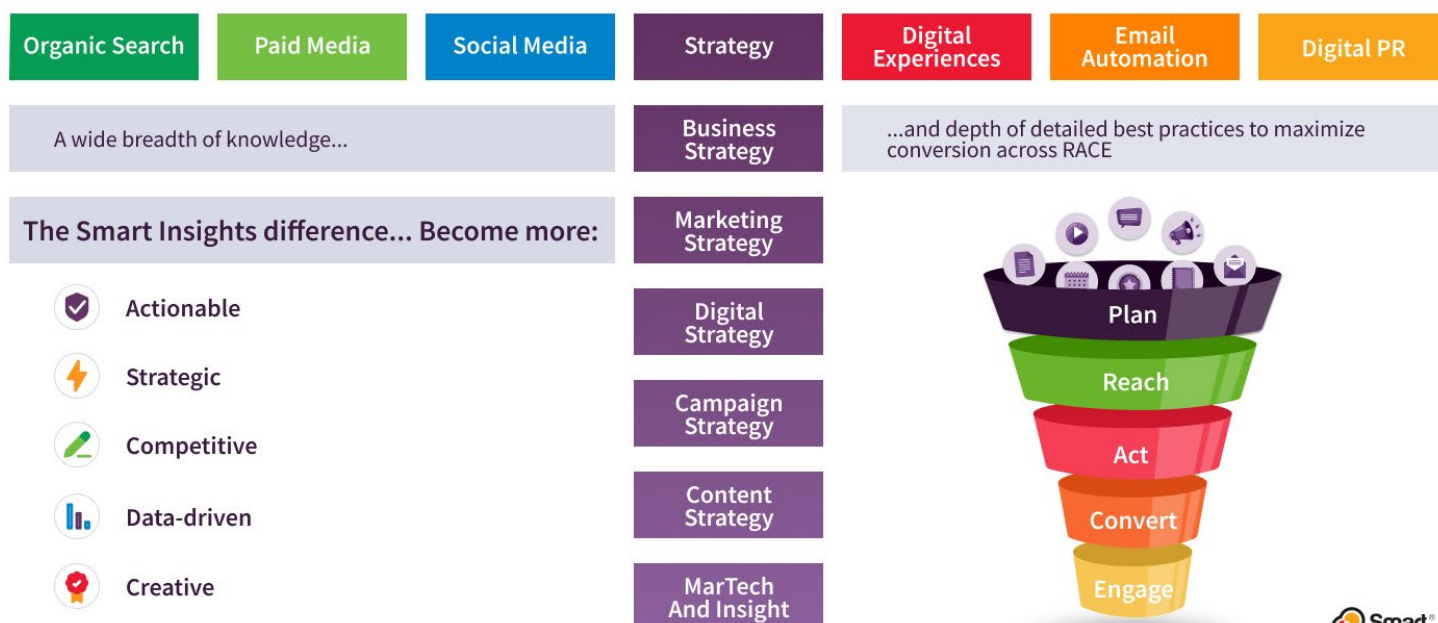 Organic Search
Paid Media
Social Media
Strategy
Digital
Experiences
Email
Automation
Digital PR
A wide breadth of knowledge...
Business
Strategy
...and depth of detailed best practices to maximize
conversion across RACE
The Smart Insights difference... Become more:
Marketing
Strategy
Actionable
Strategic
Competitive
Data-driven
Creative
Digital
Strategy
Campaign
Strategy
Content
Strategy
MarTech
And Insight
Plan
Reach
Act
Convert
Engage
Smart®